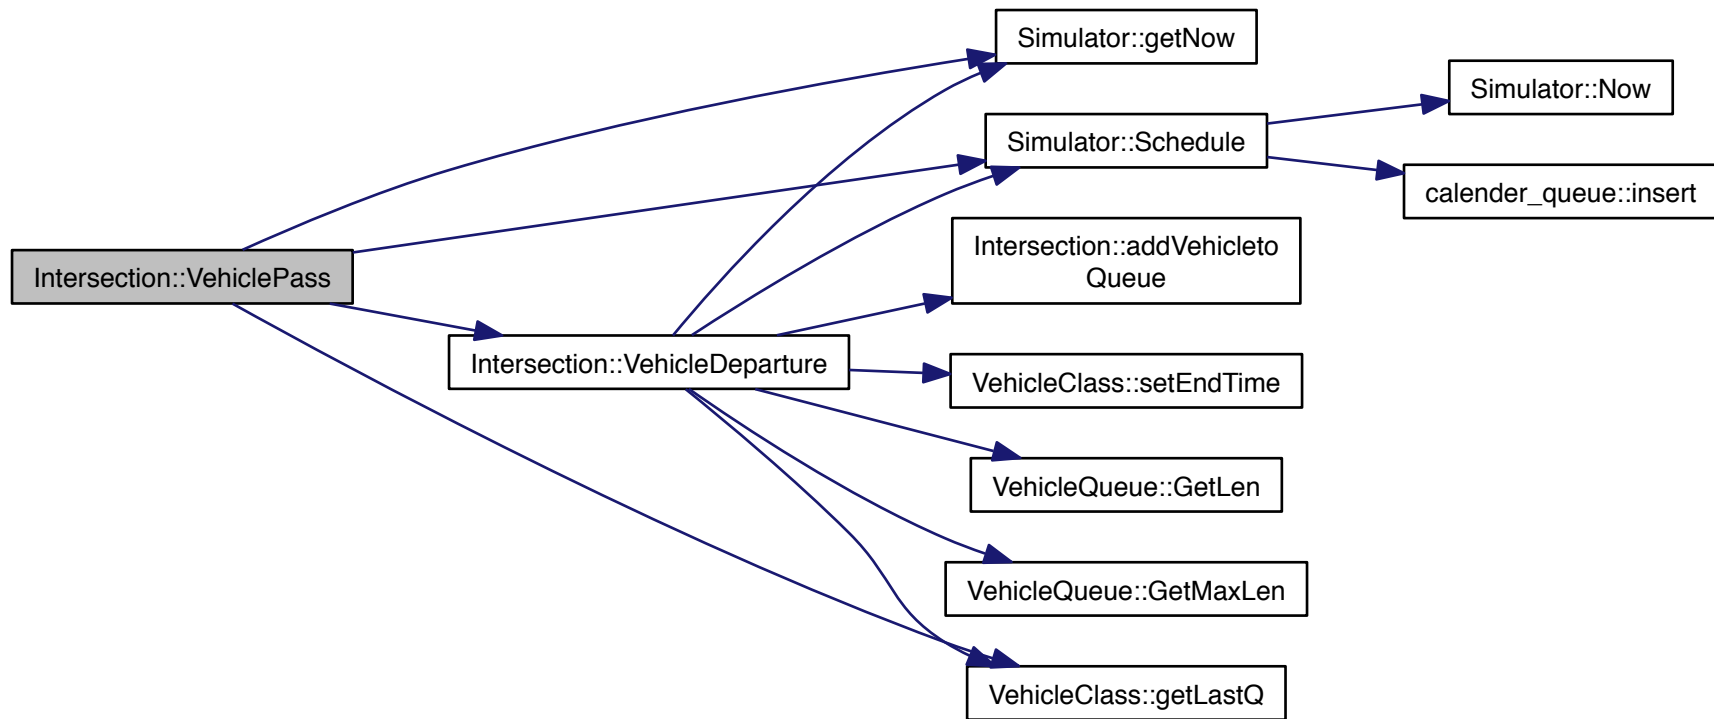 Simulator::getNow
Simulator::Now
Simulator::Schedule
calender_queue::insert
Intersection::addVehicleto
Queue
Intersection::VehiclePass
Intersection::VehicleDeparture
VehicleClass::setEndTime
VehicleQueue::GetLen
VehicleQueue::GetMaxLen
VehicleClass::getLastQ